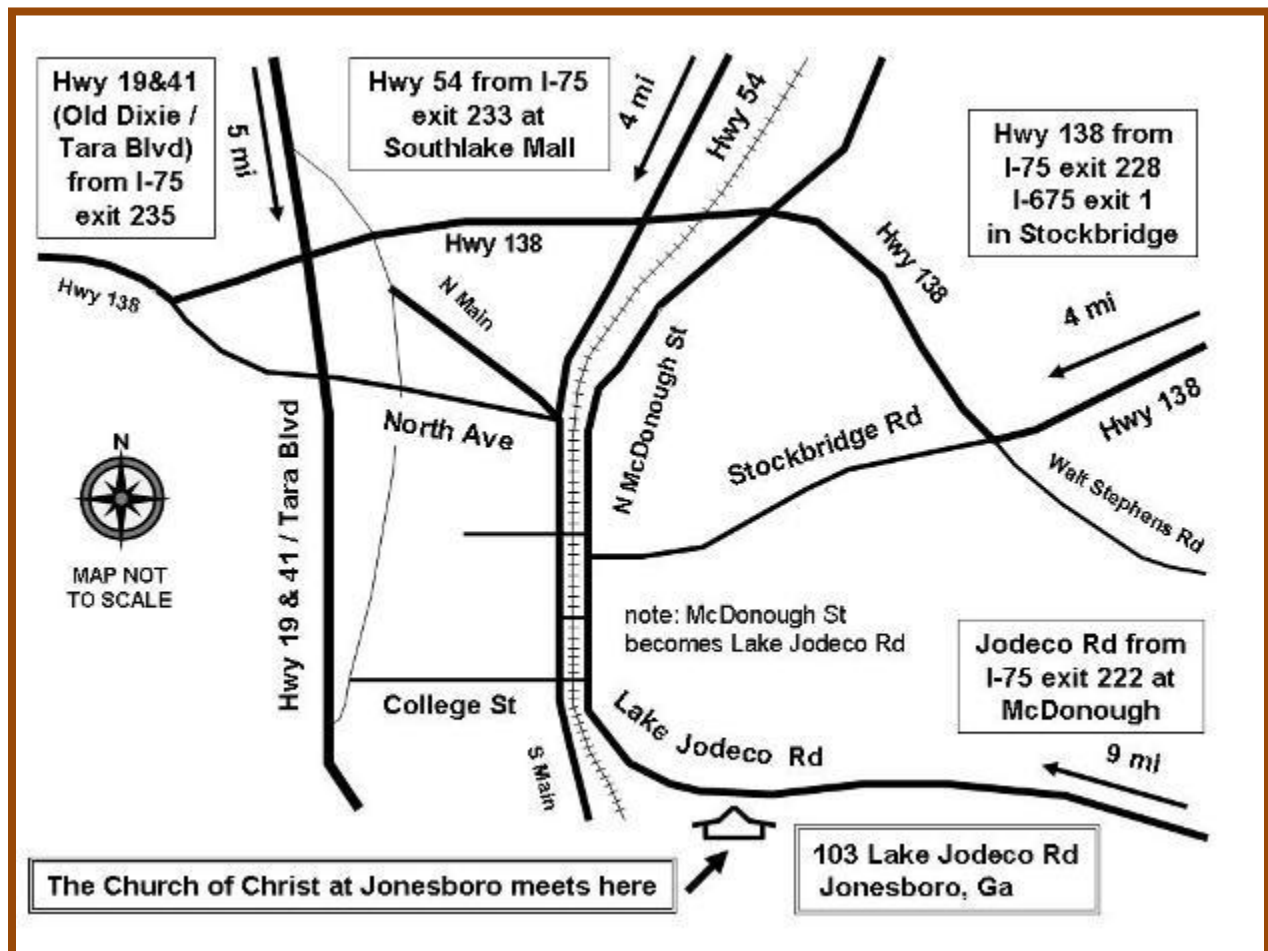 Hwy 19&41
(Old Dixie /
Tara Blvd)
from I-75
exit 235
5 mi
Hwy 54 from I-75
exit 233 at
Southlake Mall
4 mi
Hwy 54
Hwy 138 from
I-75 exit 228
I-675 exit 1
in Stockbridge
Hwy 138
Hwy 138
Hwy 138
N Main
4 mi
Hwy 138
North Ave
N McDonough St
Stockbridge Rd
Walt Stephens Rd
N
MAP NOT
TO SCALE
Hwy 19 & 41 / Tara Blvd
note: McDonough St
becomes Lake Jodeco Rd
Jodeco Rd from
I-75 exit 222 at
McDonough
9 mi
College St
S Main
Lake Jodeco Rd
The Church of Christ at Jonesboro meets here
103 Lake Jodeco Rd
Jonesboro, Ga